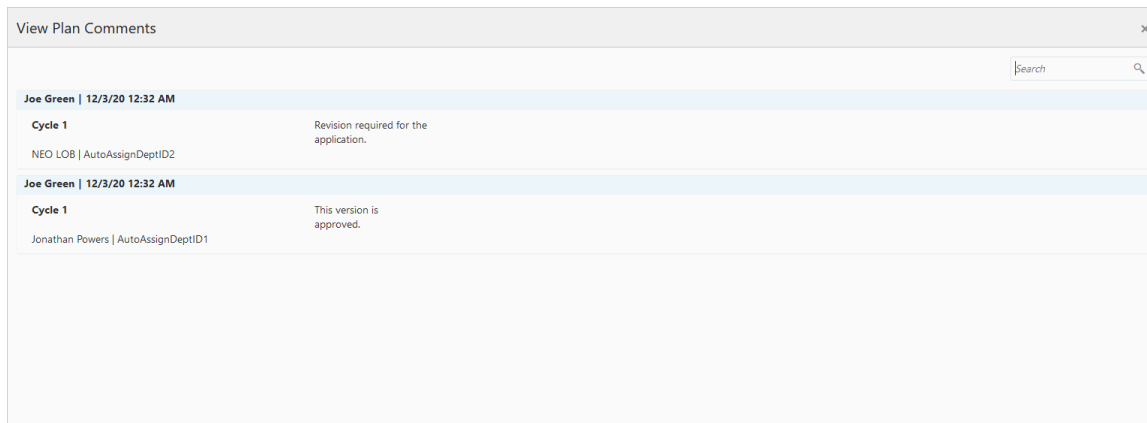 View Plan Comments
Search
Joe Green | 12/3/20 12:32 AM
Cycle 1
Revision required for the
application.
NEO LOB | AutoAssignDeptID2
Joe Green | 12/3/20 12:32 AM
Cycle 1
This version is
approved.
Jonathan Powers | AutoAssignDeptID1